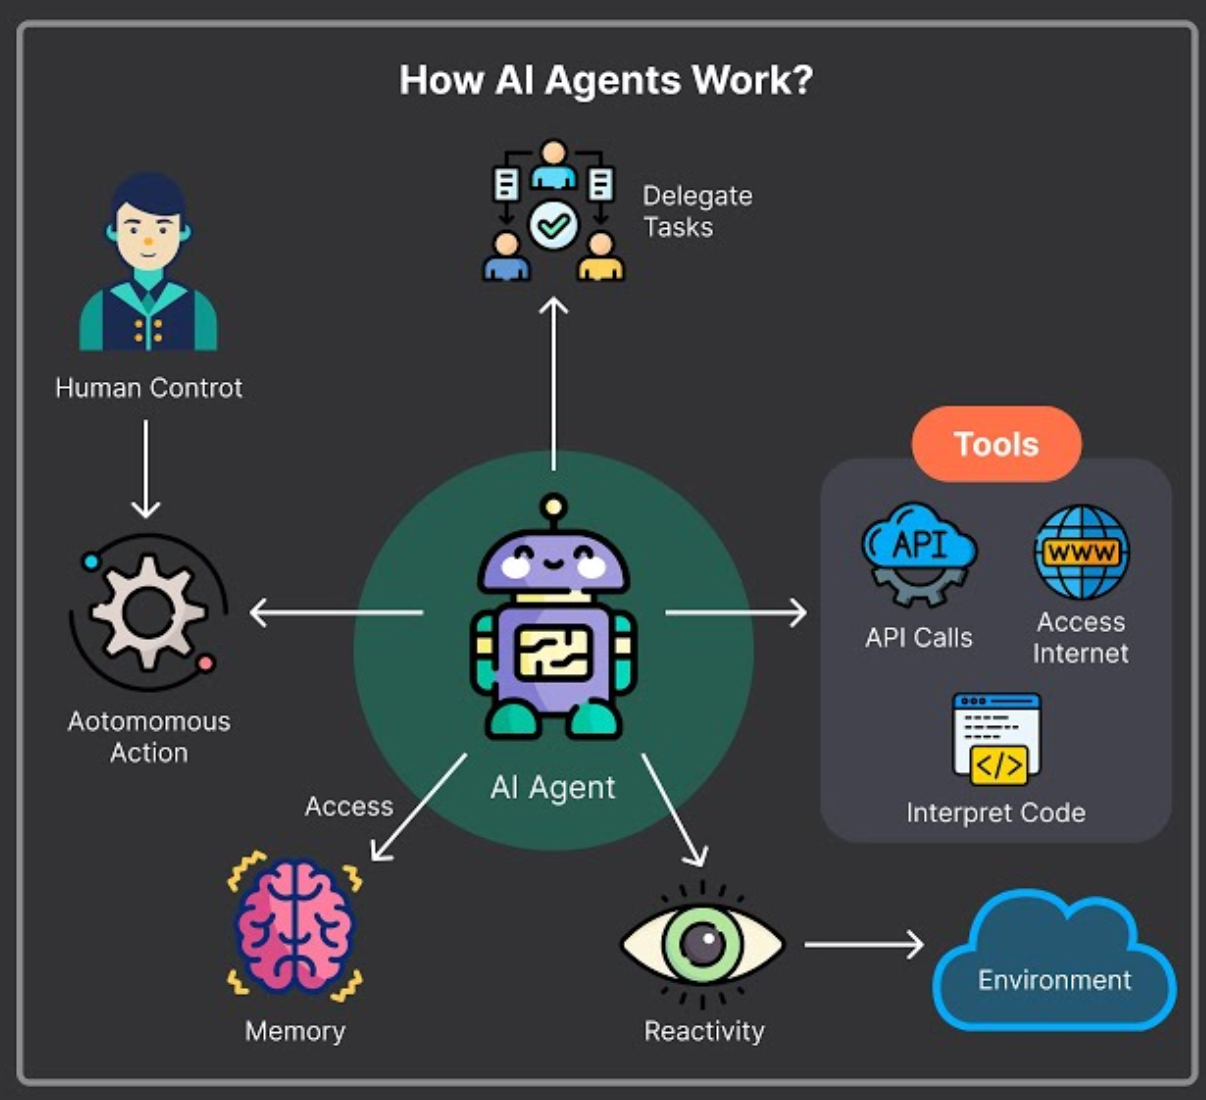 How AI Agents Work?
Delegate
Tasks
Human Controt
Tools
API
www
API Calls
Access
Internet
Aotomomous
Action
</>
Interpret Code
AI Agent
Access
Memory
Reactivity
Environment